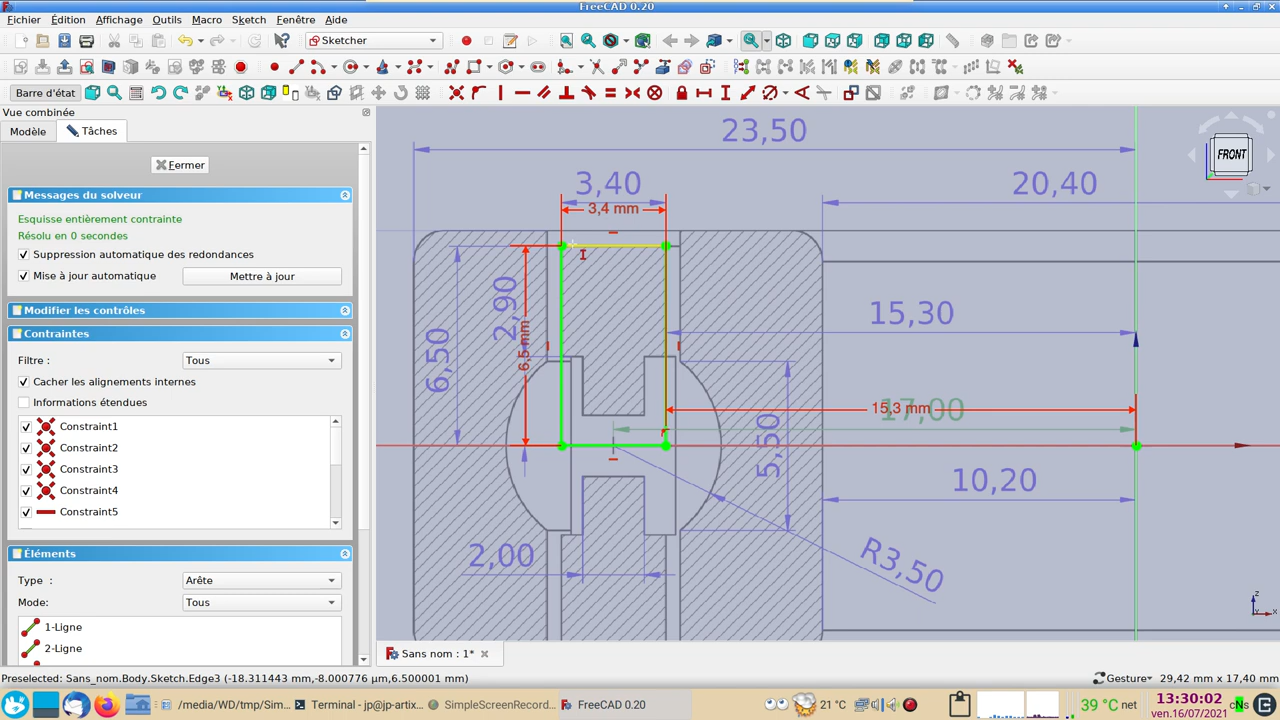 FreeCAD 0.20
Fichier Édition Affichage Outils Macro Sketch Fenêtre Aide
Sketcher
Barre d'état
Vue combinée
Modèle Tâches
Fermer
Messages du solveur
Esquisse entièrement contrainte
Résolu en 0 secondes
Suppression automatique des redondances
Mise à jour automatique Mettre à jour
Modifier les contrôles
Contraintes
Filtre : Tous
Cacher les alignements internes
Informations étendues
Constraint1
Constraint2
Constraint3
Constraint4
Constraint5
Éléments
Type : Arête
Mode: Tous
1-Ligne
2-Ligne
23,50
3,40
20,40
3,4 mm
FRONT
2,90
15,30
6,50
6,5 mm
17,00
15,3 mm
5,50
10,20
2,00
R3,50
z
x
Sans nom : 1*
Preselected: Sans_nom.Body.Sketch.Edge3 (-18.311443 mm,-8.000776 µm,6.500001 mm)
Gesture 29,42 mm x 17,40 mm
/media/WD/tmp/Sim... Terminal - jp@jp-artix... SimpleScreenRecord... FreeCAD 0.20
21 °C
39 °C net
13:30:02
ven.16/07/2021
cNs